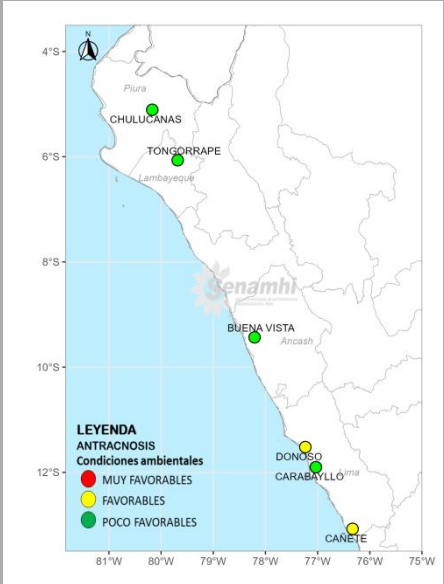 N
4°S
Piura
CHULUCANAS
TONGORRAPE
6°S
Lambayeque
8°S
Senamhi
BUENA VISTA
Ancash
10°S
LEYENDA
ANTRACNOSIS
Condiciones ambientales
MUY FAVORABLES
FAVORABLES
POCO FAVORABLES
DONOSO
12°S
Lima
CARABAYLLO
CAÑETE
81°W 80°W 79°W 78°W 77°W 76°W 75°W